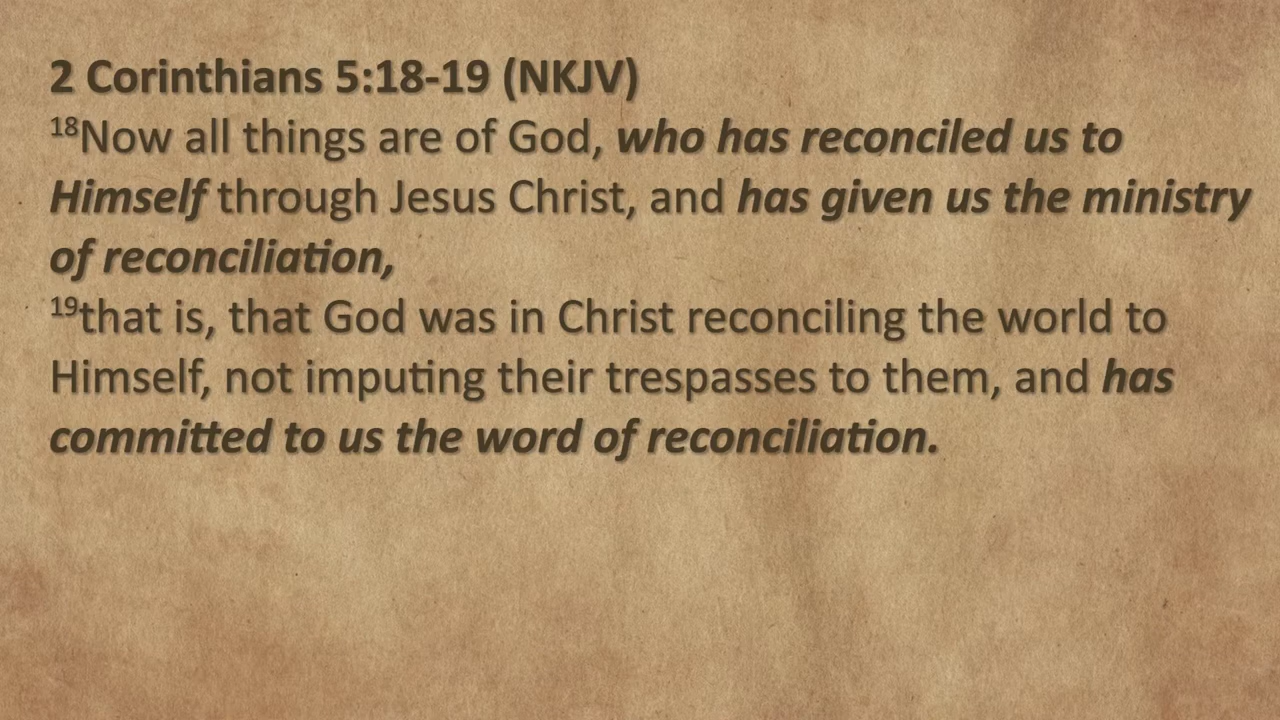 2 Corinthians 5:18-19 (NKJV)
18Now all things are of God, who has reconciled us to
Himself through Jesus Christ, and has given us the ministry
of reconciliation,
19that is, that God was in Christ reconciling the world to
Himself, not imputing their trespasses to them, and has
committed to us the word of reconciliation.